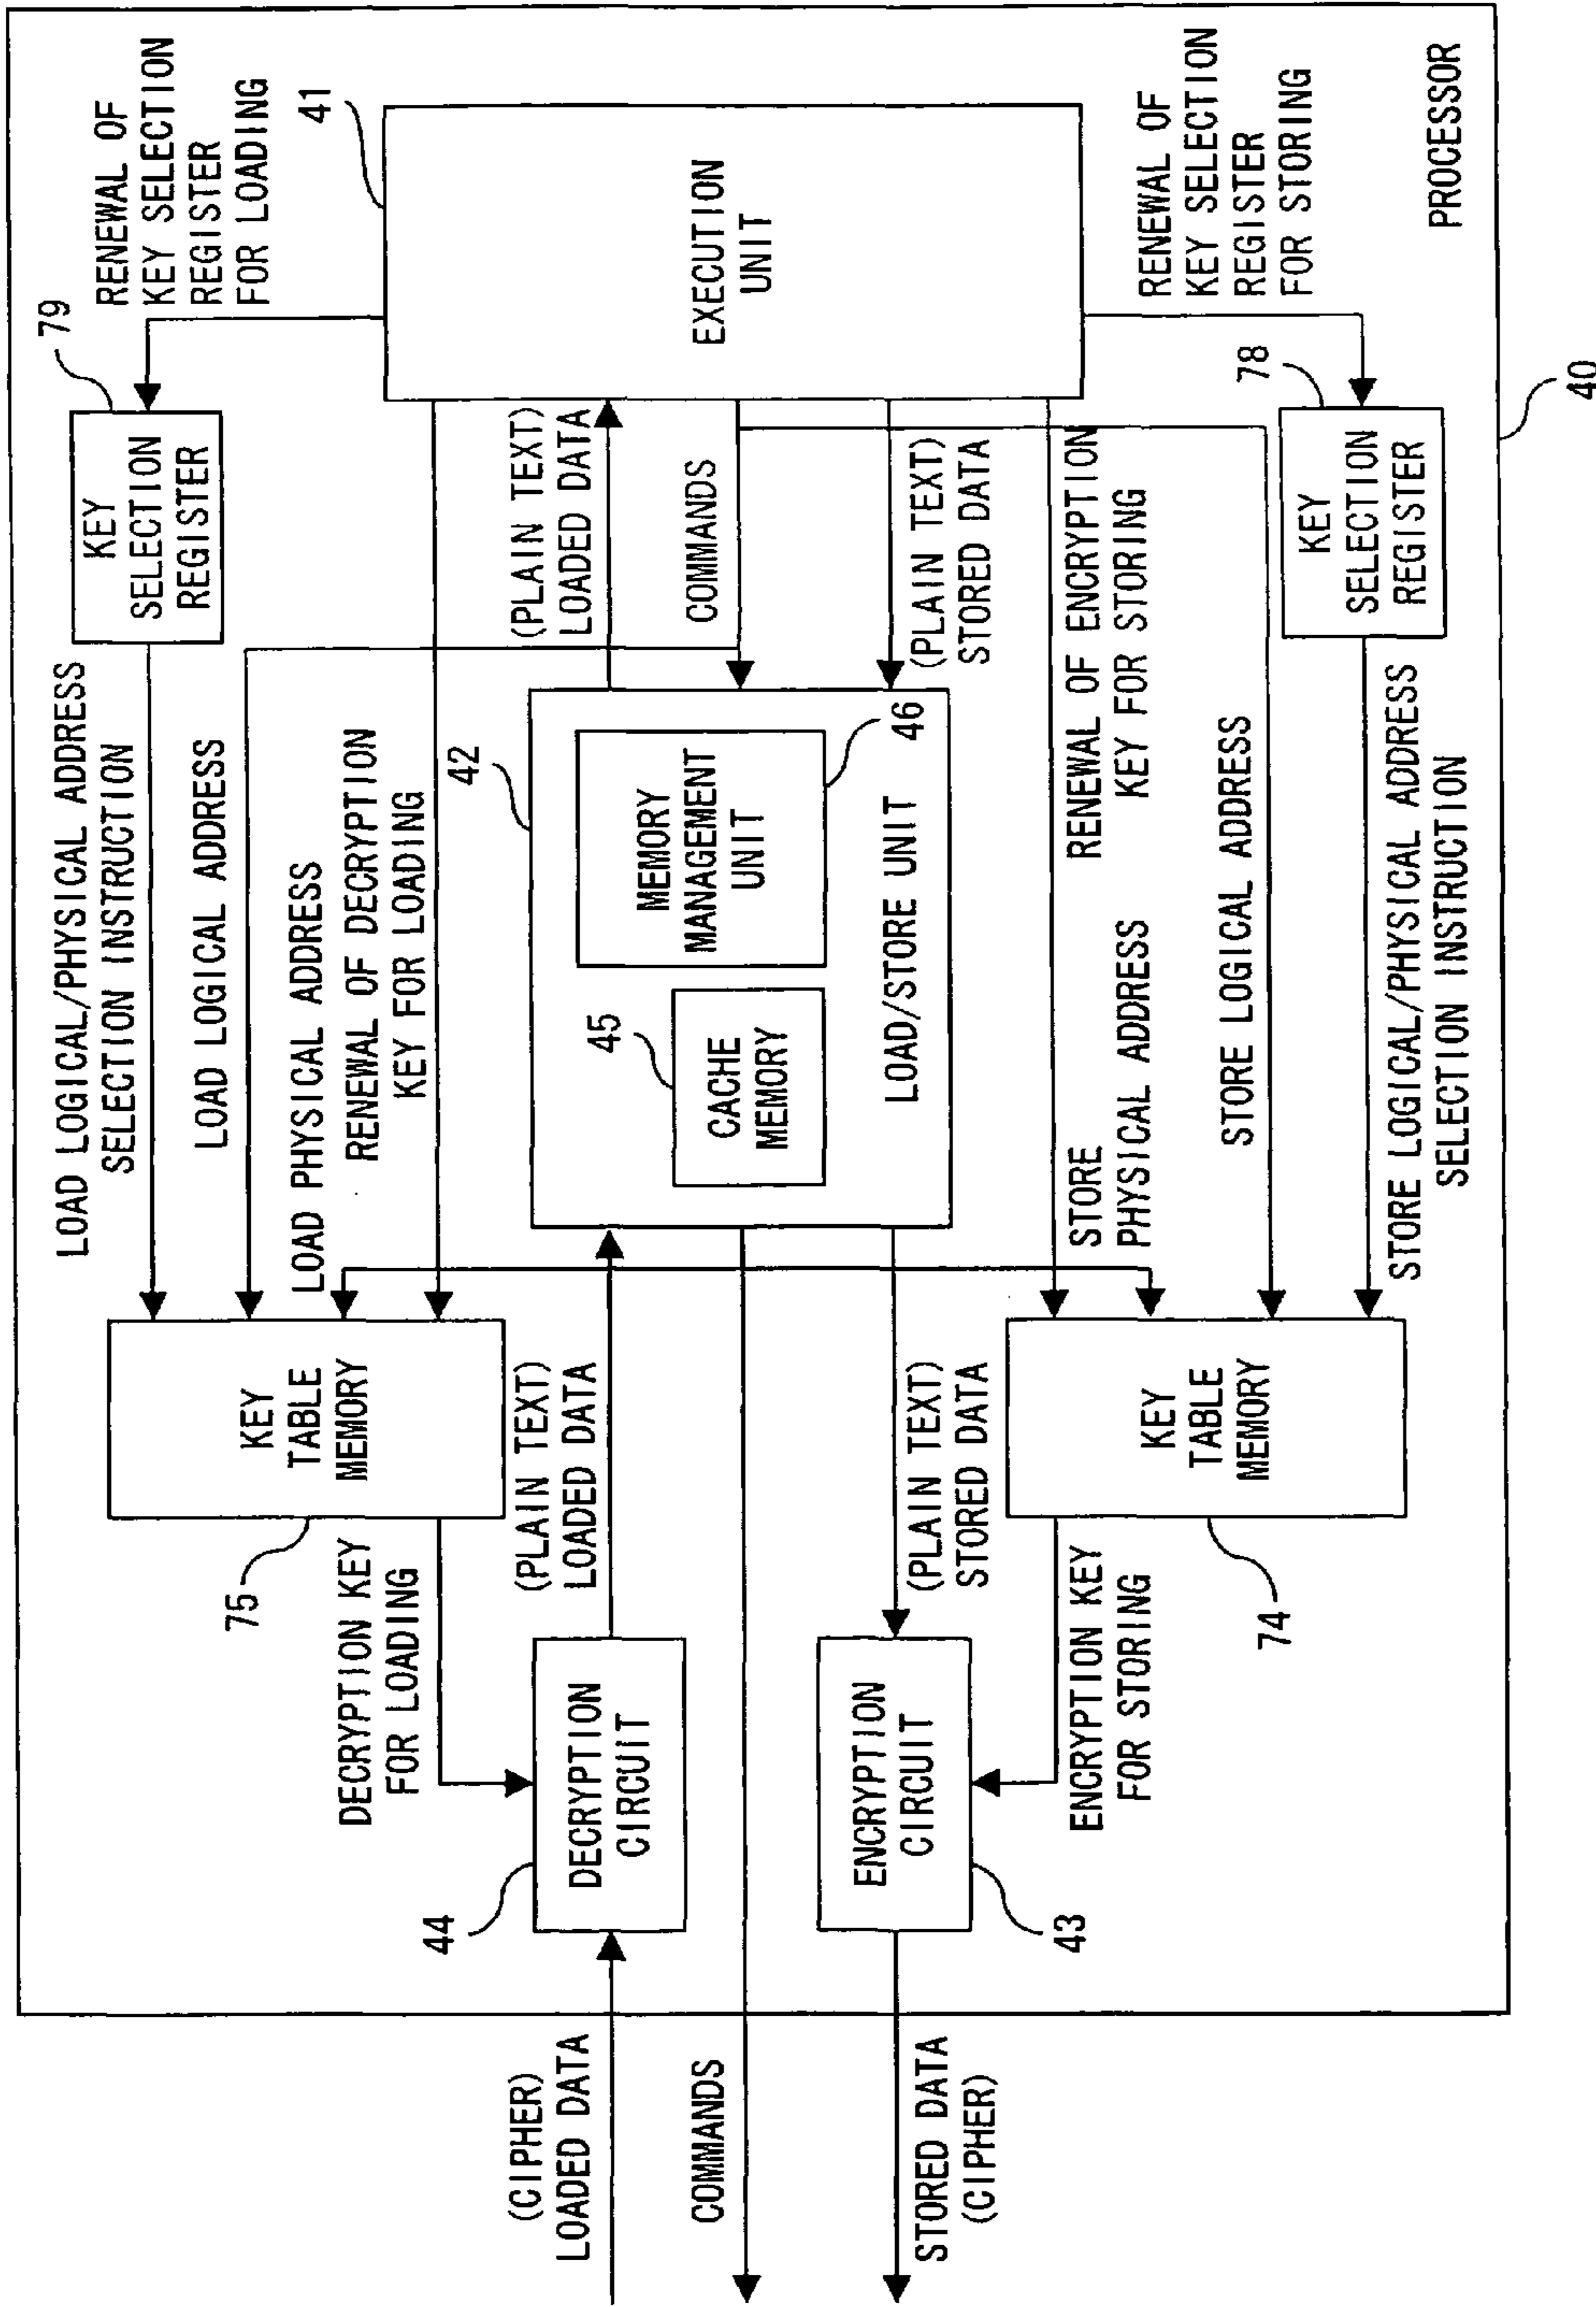 RENEWAL OF
KEY SELECTION
REGISTER
FOR LOADING
79
41
KEY
SELECTION
REGISTER
LOAD LOGICAL/PHYSICAL ADDRESS
SELECTION INSTRUCTION
LOAD LOGICAL ADDRESS
LOAD PHYSICAL ADDRESS
RENEWAL OF DECRYPTION
KEY FOR LOADING
KEY
TABLE
MEMORY
75
DECRYPTION KEY
FOR LOADING
(PLAIN TEXT)
LOADED DATA
COMMANDS
(PLAIN TEXT)
STORED DATA
EXECUTION
UNIT
42
46
MEMORY
MANAGEMENT
UNIT
45
CACHE
MEMORY
LOAD/STORE UNIT
(PLAIN TEXT)
LOADED DATA
(PLAIN TEXT)
STORED DATA
44
DECRYPTION
CIRCUIT
ENCRYPTION
CIRCUIT
43
(CIPHER)
LOADED DATA
COMMANDS
STORED DATA
(CIPHER)
RENEWAL OF ENCRYPTION
KEY FOR STORING
STORE
PHYSICAL ADDRESS
STORE LOGICAL ADDRESS
STORE LOGICAL/PHYSICAL ADDRESS
SELECTION INSTRUCTION
KEY
TABLE
MEMORY
74
ENCRYPTION KEY
FOR STORING
RENEWAL OF
KEY SELECTION
REGISTER
FOR STORING
78
KEY
SELECTION
REGISTER
PROCESSOR
40